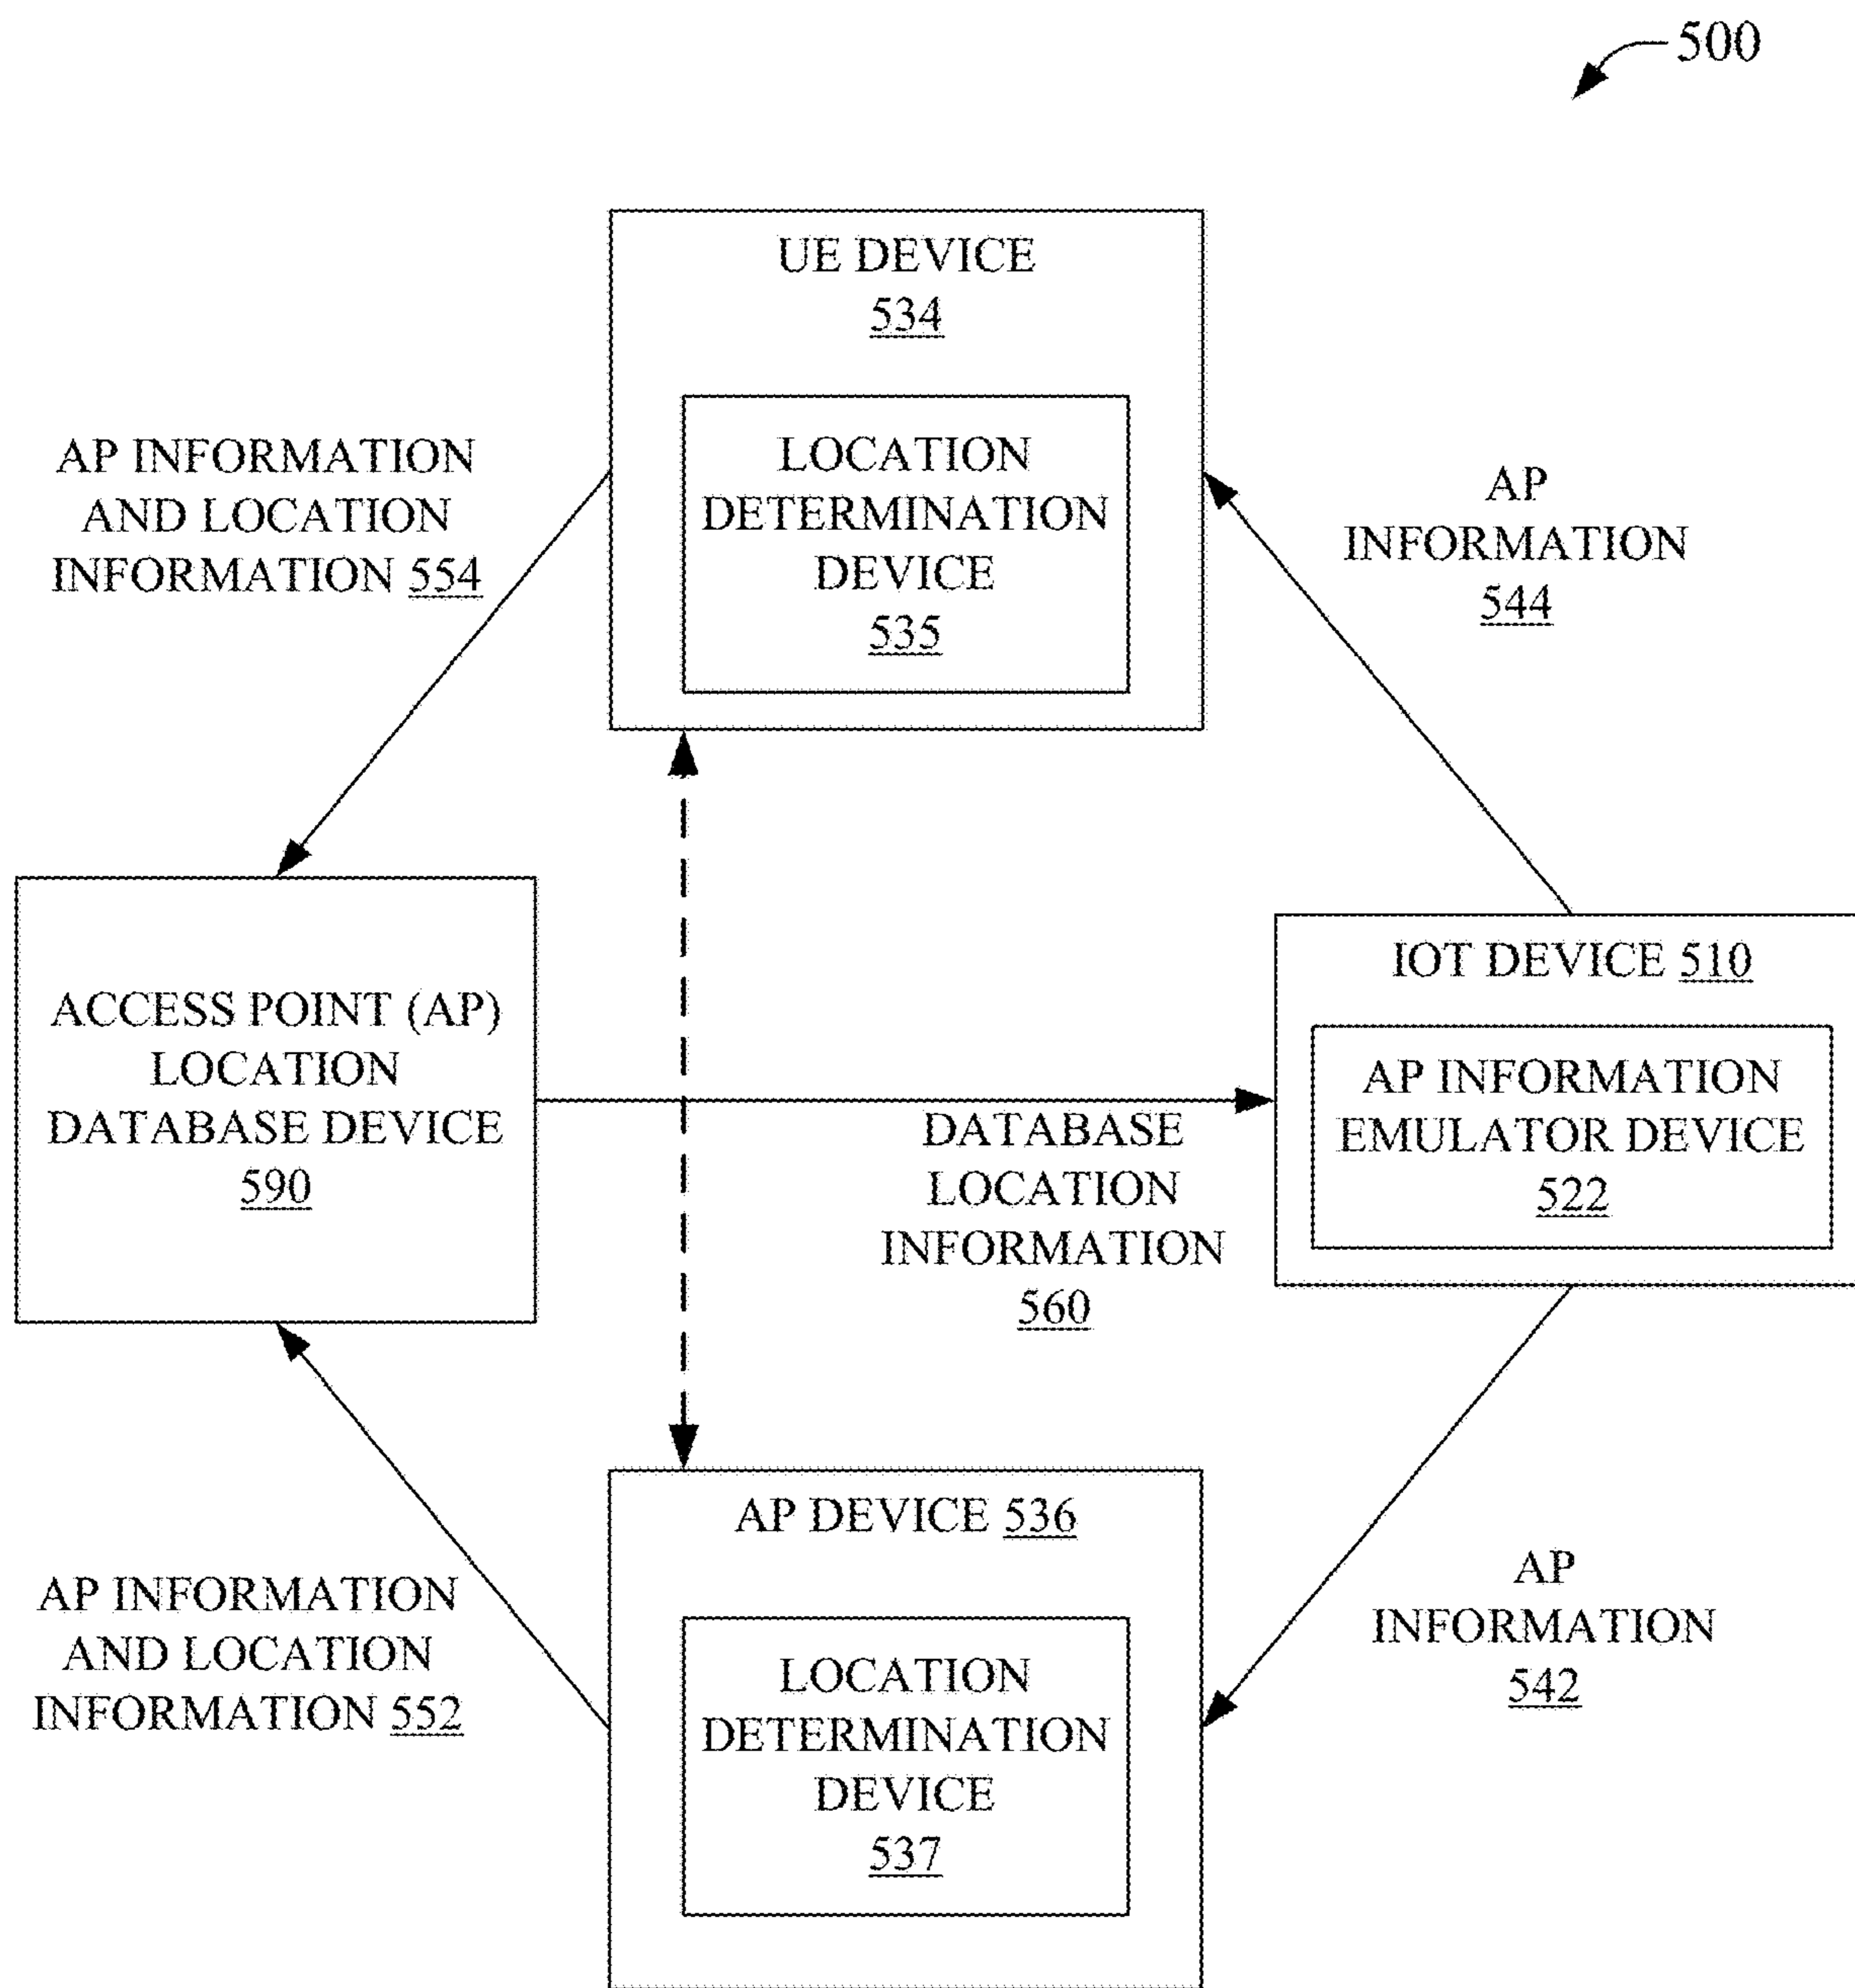 500
UE DEVICE
534
LOCATION
DETERMINATION
DEVICE
535
AP INFORMATION
AND LOCATION
INFORMATION 554
AP
INFORMATION
544
ACCESS POINT (AP)
LOCATION
DATABASE DEVICE
590
DATABASE
LOCATION
INFORMATION
560
IOT DEVICE 510
AP INFORMATION
EMULATOR DEVICE
522
AP DEVICE 536
LOCATION
DETERMINATION
DEVICE
537
AP INFORMATION
AND LOCATION
INFORMATION 552
AP
INFORMATION
542